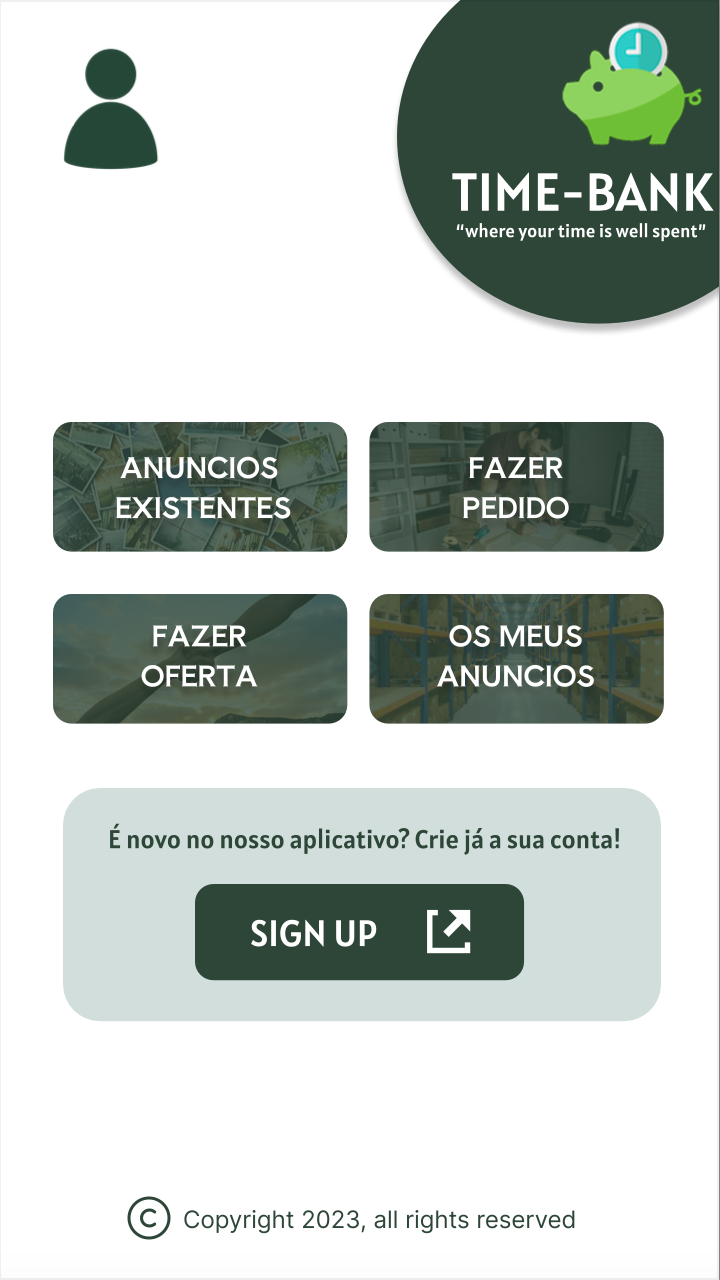 TIME-BANK
“where your time is well spent”
ANUNCIOS
EXISTENTES
FAZER
PEDIDO
FAZER
OFERTA
OS MEUS
ANUNCIOS
É novo no nosso aplicativo? Crie já a sua conta!
SIGN UP
© Copyright 2023, all rights reserved